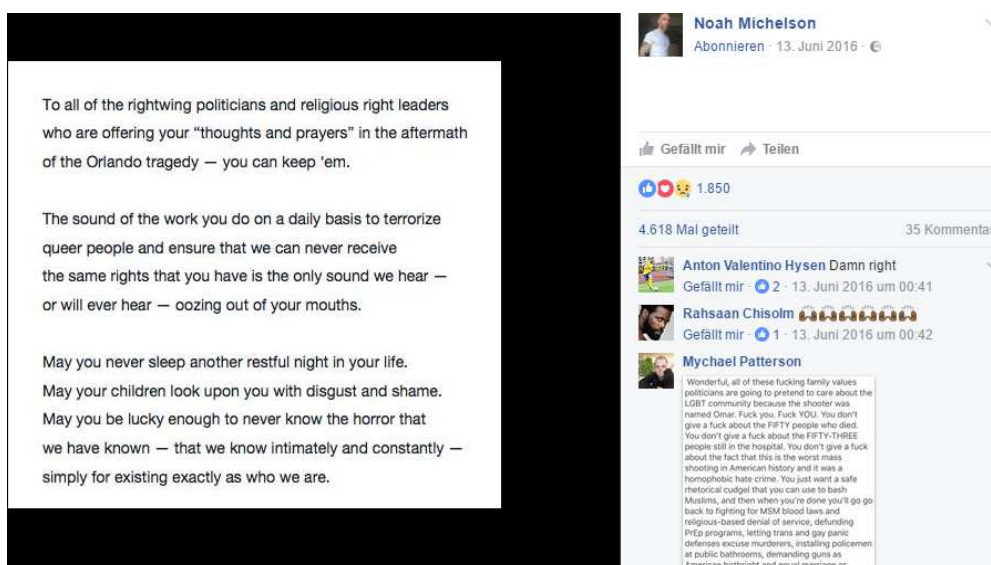 To all of the rightwing politicians and religious right leaders
who are offering your “thoughts and prayers” in the aftermath
of the Orlando tragedy — you can keep 'em.
The sound of the work you do on a daily basis to terrorize
queer people and ensure that we can never receive
the same rights that you have is the only sound we hear —
or will ever hear — oozing out of your mouths.
May you never sleep another restful night in your life.
May your children look upon you with disgust and shame.
May you be lucky enough to never know the horror that
we have known — that we know intimately and constantly —
simply for existing exactly as who we are.
Noah Michelson
Abonnieren · 13. Juni 2016 ·
Gefällt mir Teilen
1.850
4.618 Mal geteilt 35 Kommentar
Anton Valentino Hysen Damn right
Gefällt mir · 2 · 13. Juni 2016 um 00:41
Rahsaan Chisolm 🙌🏿🙌🏿🙌🏿🙌🏿🙌🏿🙌🏿
Gefällt mir · 1 · 13. Juni 2016 um 00:42
Mychael Patterson
Wonderful, all of these fucking family values
politicians are going to pretend to care about the
LGBT community because the shooter was
named Omar. Fuck you. Fuck YOU. You don't
give a fuck about the FIFTY people who died.
You don't give a fuck about the FIFTY-THREE
people still in the hospital. You don't give a fuck
about the fact that this is the worst mass
shooting in American history and it was a
homophobic hate crime. You just want a safe
rhetorical cudgel that you can use to bash
Muslims, and then when you're done you'll go go
back to fighting for MSM blood laws and
religious-based denial of service, defunding
PrEp programs, letting trans and gay panic
defenses excuse murderers, installing policemen
at public bathrooms, demanding guns as
American birthright and equal marriage as